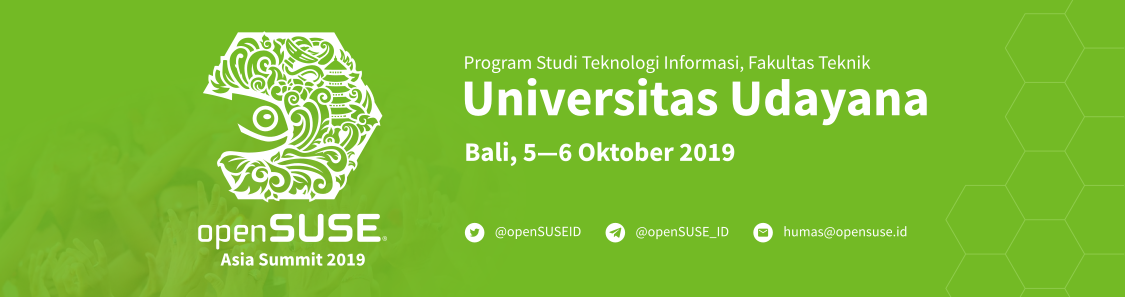 Program Studi Teknologi Informasi, Fakultas Teknik
Universitas Udayana
Bali, 5—6 Oktober 2019
@openSUSEID @openSUSE_ID humas@opensuse.id
openSUSE®
Asia Summit 2019